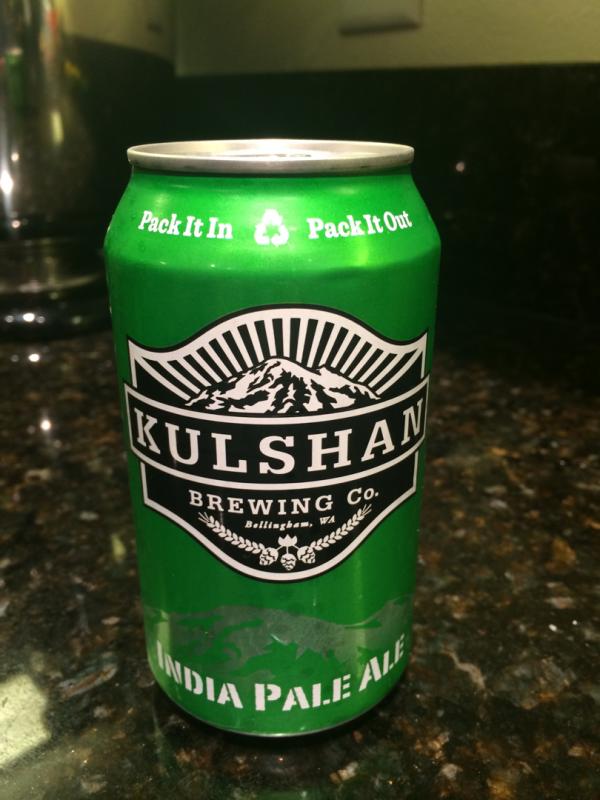 Pack It In Pack It Out
KULSHAN
BREWING Co.
Bellingham, WA
INDIA PALE ALE